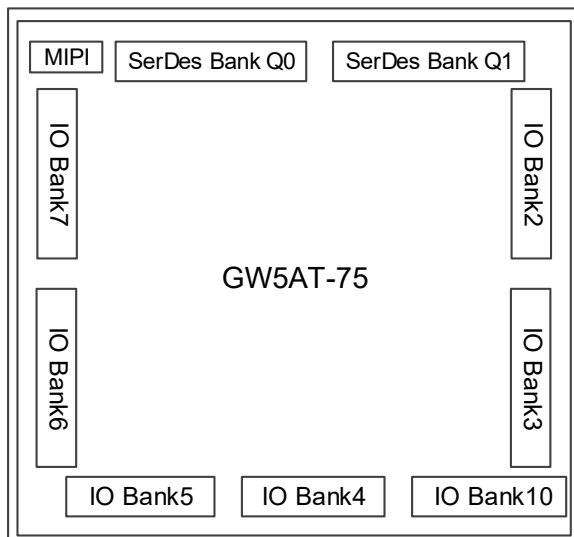 MIPI
SerDes Bank Q0
SerDes Bank Q1
IO Bank7
IO Bank2
GW5AT-75
IO Bank6
IO Bank3
IO Bank5
IO Bank4
IO Bank10